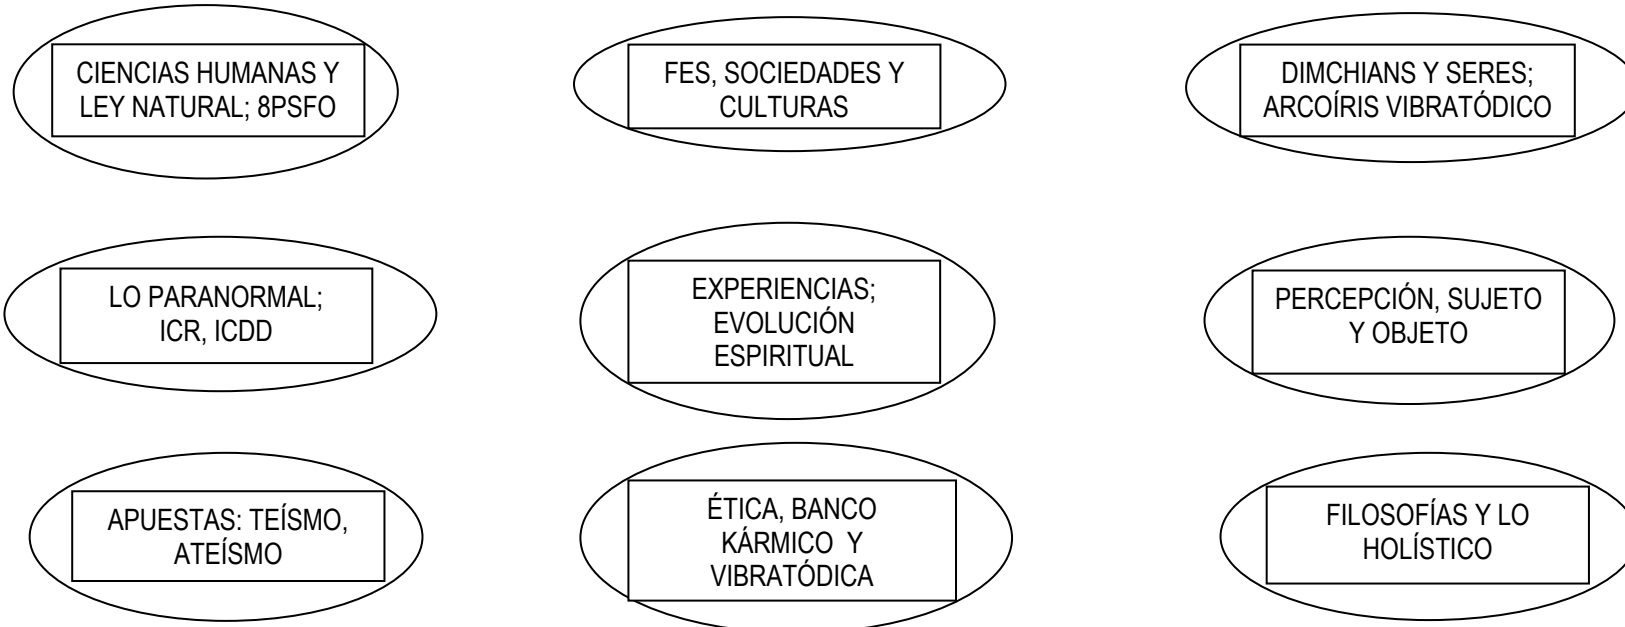 CIENCIAS HUMANAS Y
LEY NATURAL; 8PSFO
FES, SOCIEDADES Y
CULTURAS
DIMCHIANS Y SERES;
ARCOÍRIS VIBRATÓDICO
LO PARANORMAL;
ICR, ICDD
EXPERIENCIAS;
EVOLUCIÓN
ESPIRITUAL
PERCEPCIÓN, SUJETO
Y OBJETO
APUESTAS: TEÍSMO,
ATEÍSMO
ÉTICA, BANCO
KÁRMICO Y
VIBRATÓDICA
FILOSOFÍAS Y LO
HOLÍSTICO